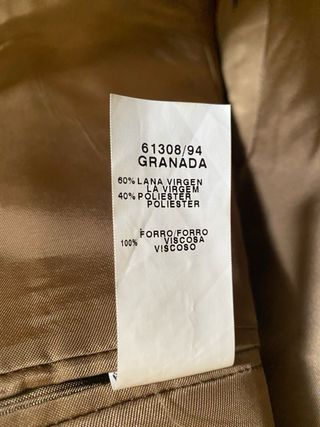 61308/94
GRANADA
60% LANA VIRGEN
LA VIRGEM
40% POLIESTER
POLIESTER
FORRO/FORRO
100% VISCOSA
VISCOSO